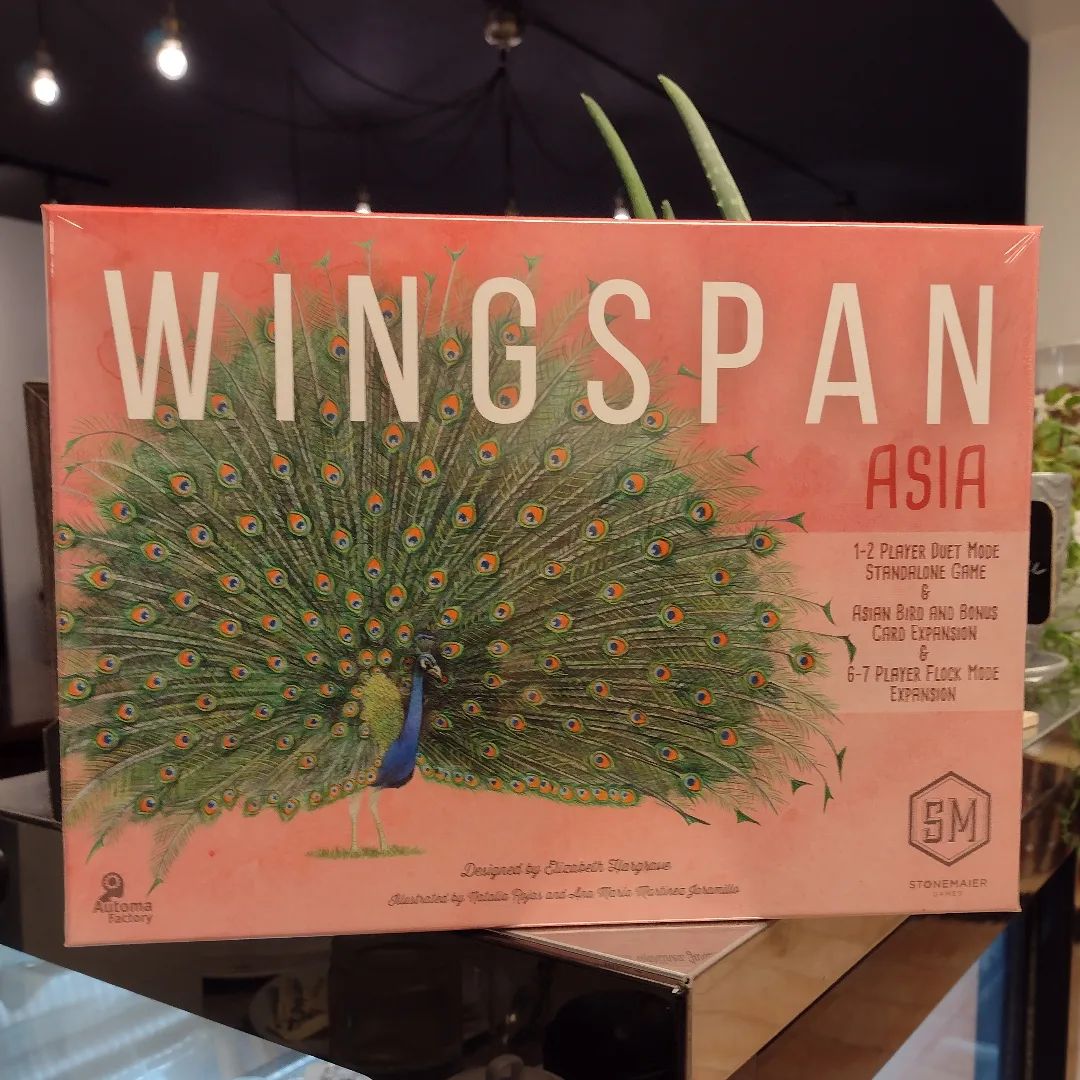 WINGSPAN
ASIA
1-2 PLAYER DUET MODE
STANDALONE GAME
&
ASIAN BIRD AND BONUS
CARD EXPANSION
&
6-7 PLAYER FLOCK MODE
EXPANSION
SM
STONEMAIER
GAMES
Designed by Elizabeth Hargrave
Illustrated by Natalia Rojas and Ana Maria Martinez Jaramillo
Automa
Factory